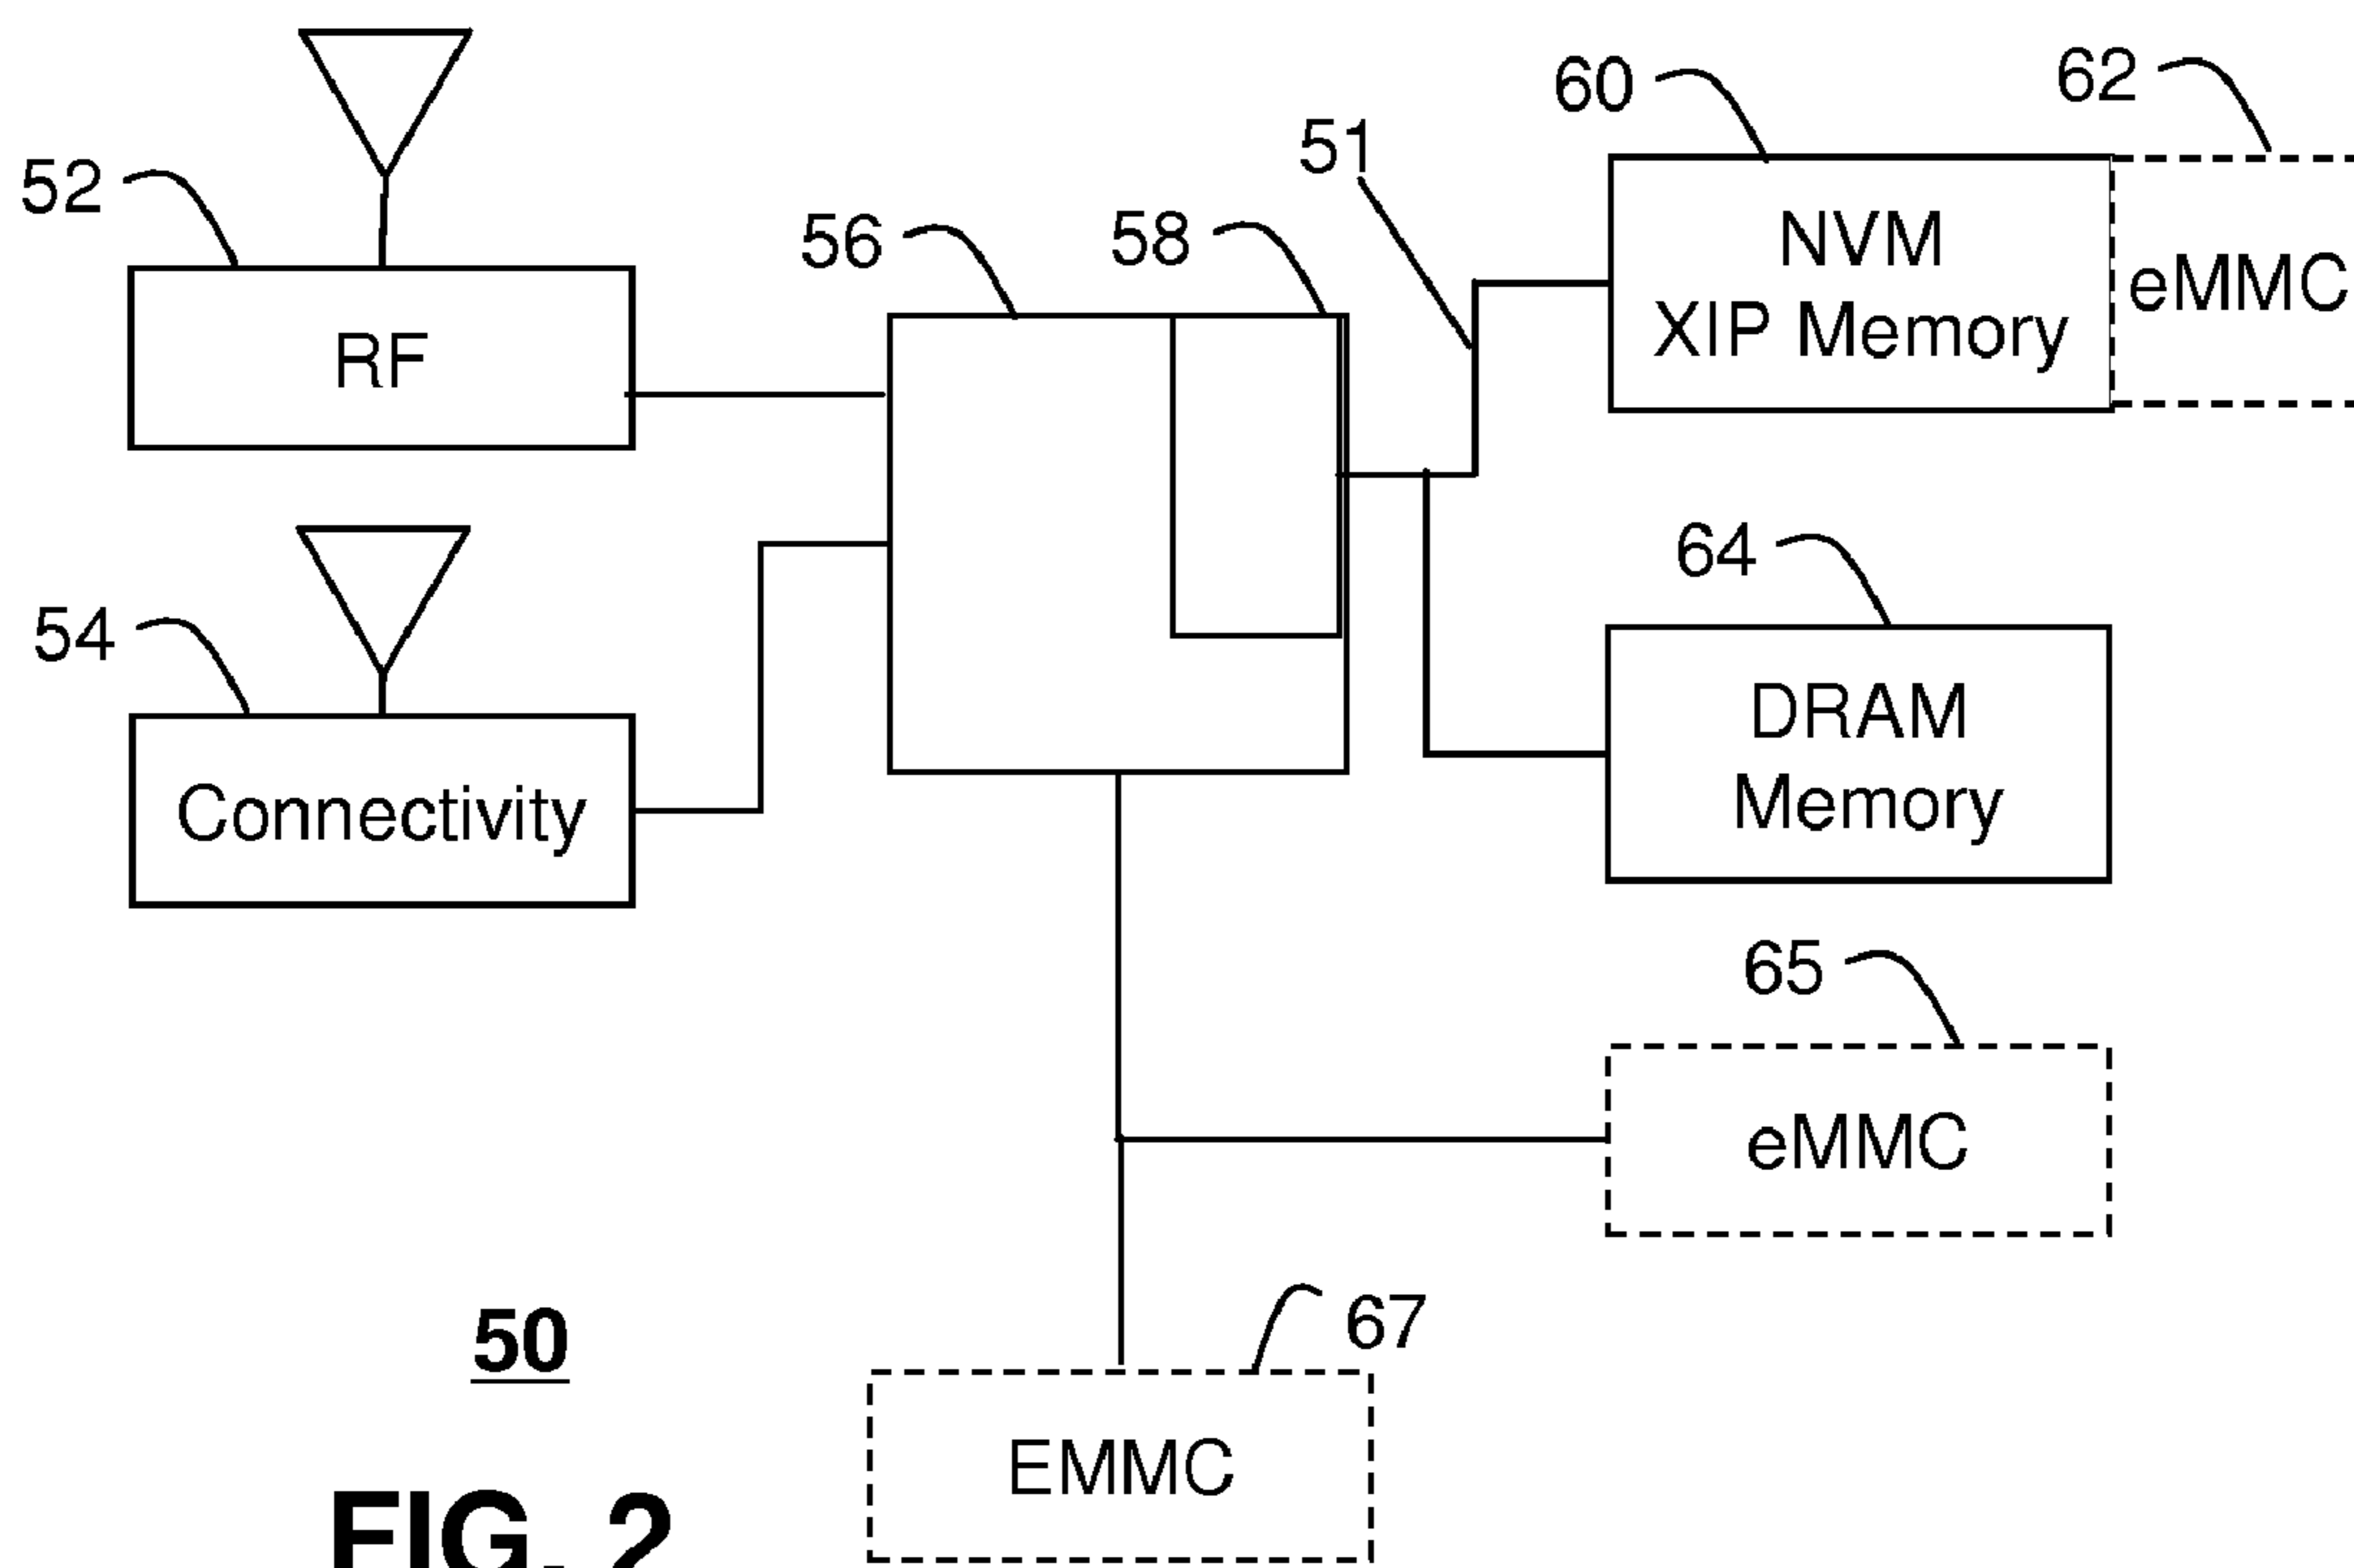 60
62
51
52
56
58
NVM
XIP Memory
eMMC
RF
64
54
DRAM
Memory
Connectivity
65
eMMC
50
67
EMMC
FIG. 2